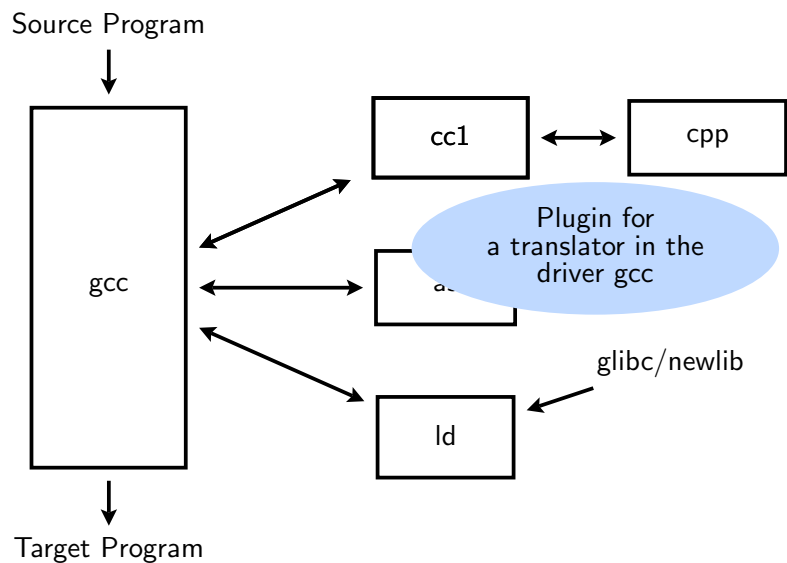 Source Program
cc1
cpp
Plugin for
a translator in the
driver gcc
gcc
glibc/newlib
ld
Target Program